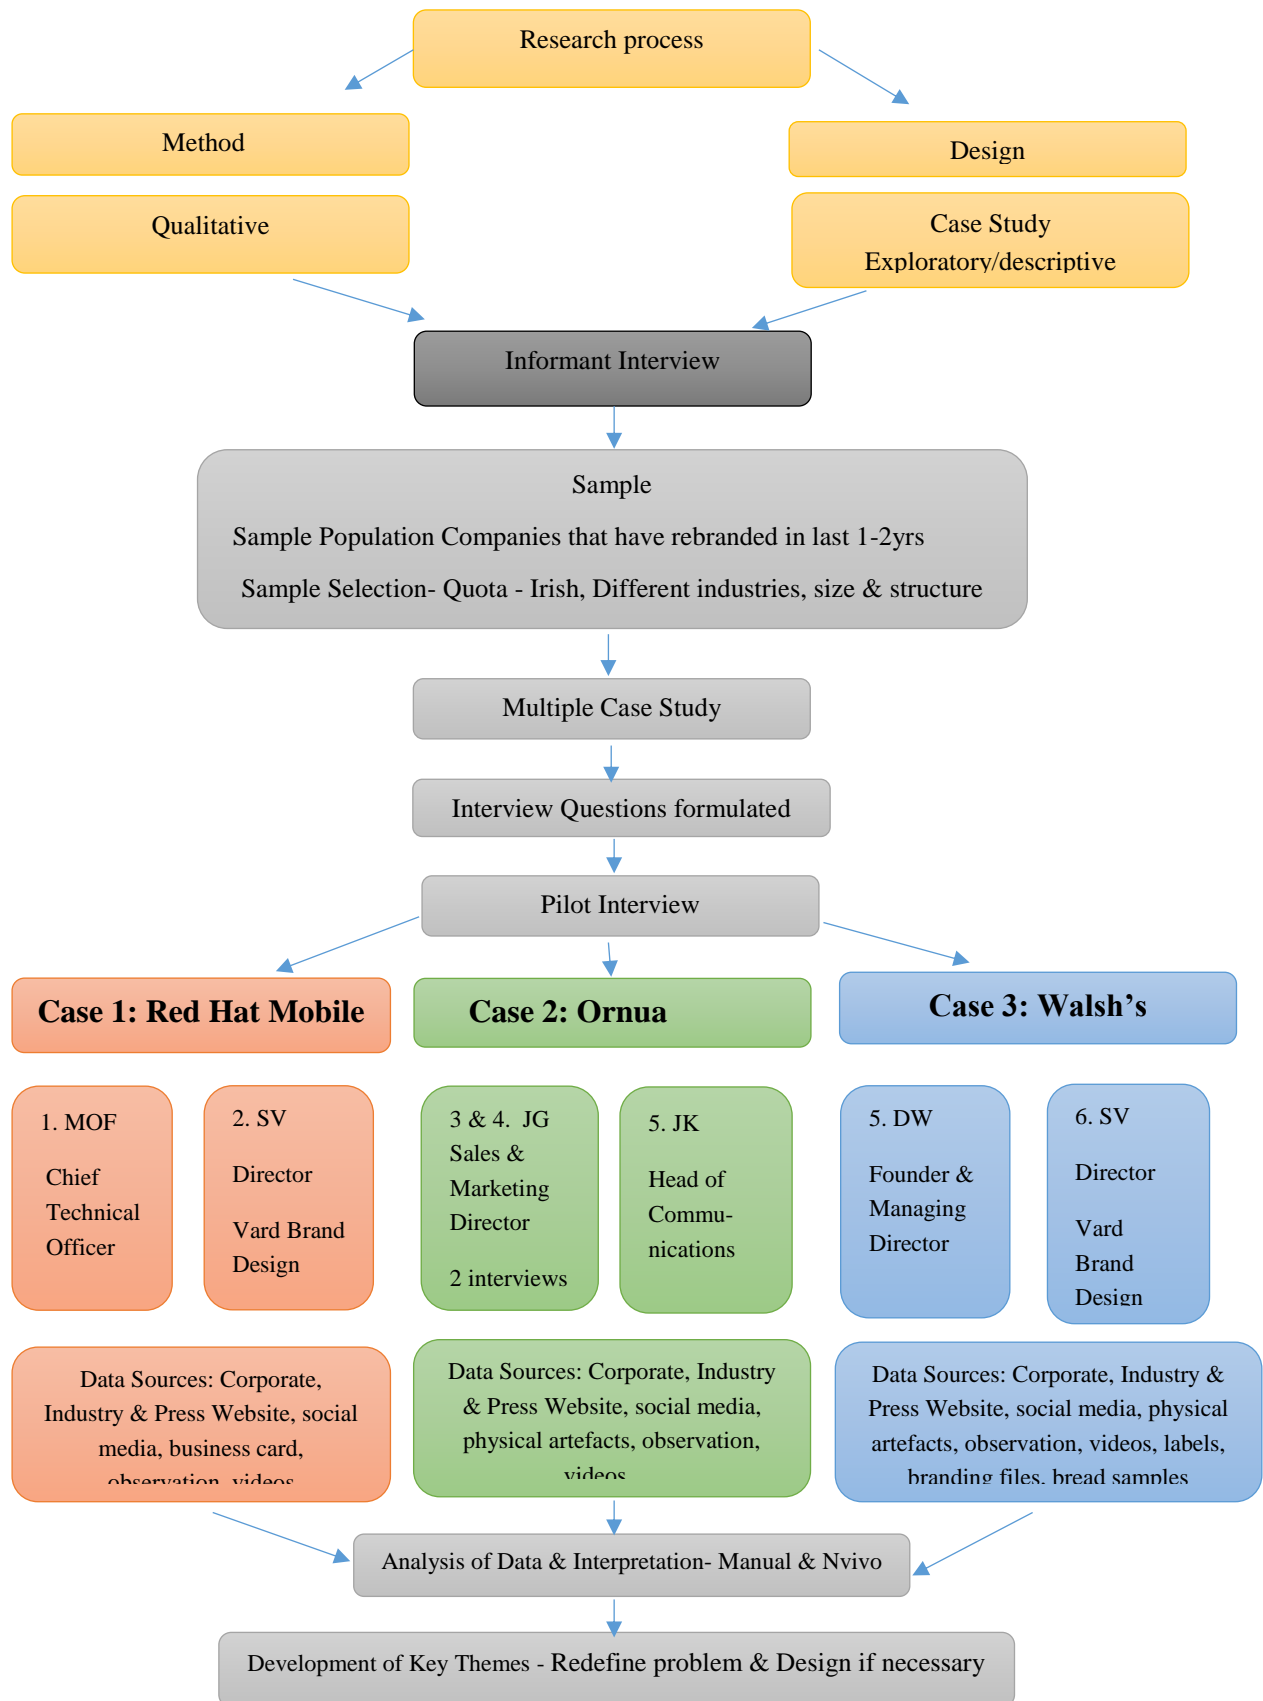 Research process
Method
Design
Qualitative
Case Study
Exploratory/descriptive
Informant Interview
Sample
Sample Population Companies that have rebranded in last 1-2yrs
Sample Selection- Quota - Irish, Different industries, size & structure
Multiple Case Study
Interview Questions formulated
Pilot Interview
Case 1: Red Hat Mobile
Case 2: Ornua
Case 3: Walsh's
1. MOF
Chief
Technical
Officer
2. SV
Director
Vard Brand
Design
3 & 4. JG
Sales &
Marketing
Director
2 interviews
5. JK
Head of
Commu-
nications
5. DW
Founder &
Managing
Director
6. SV
Director
Vard
Brand
Design
Data Sources: Corporate,
Industry & Press Website, social
media, business card,
observation, videos
Data Sources: Corporate, Industry
& Press Website, social media,
physical artefacts, observation,
videos
Data Sources: Corporate, Industry &
Press Website, social media, physical
artefacts, observation, videos, labels,
branding files, bread samples
Analysis of Data & Interpretation- Manual & Nvivo
Development of Key Themes - Redefine problem & Design if necessary